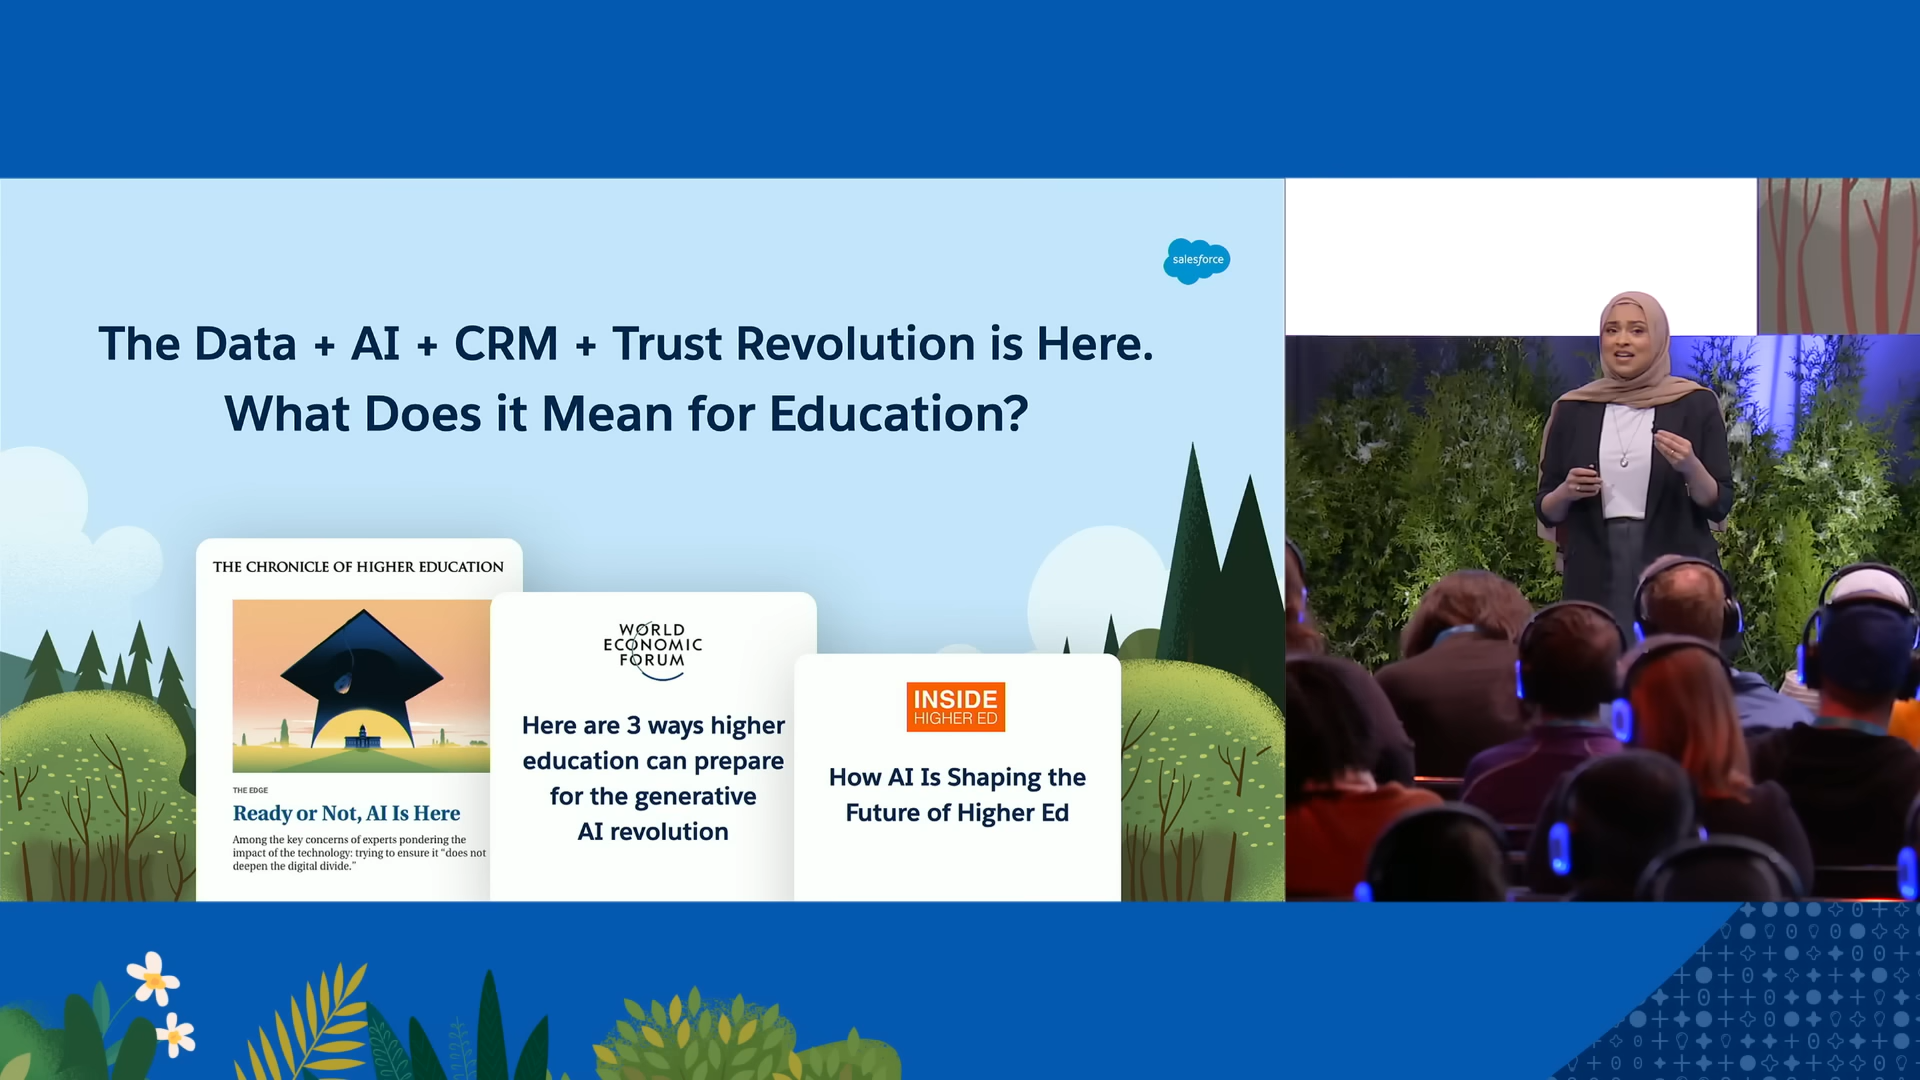 salesforce
The Data + AI + CRM + Trust Revolution is Here.
What Does it Mean for Education?
THE CHRONICLE OF HIGHER EDUCATION
THE EDGE
Ready or Not, AI Is Here
Among the key concerns of experts pondering the
impact of the technology: trying to ensure it "does not
deepen the digital divide."
WORLD
ECONOMIC
FORUM
Here are 3 ways higher
education can prepare
for the generative
AI revolution
INSIDE
HIGHER ED
How AI Is Shaping the
Future of Higher Ed